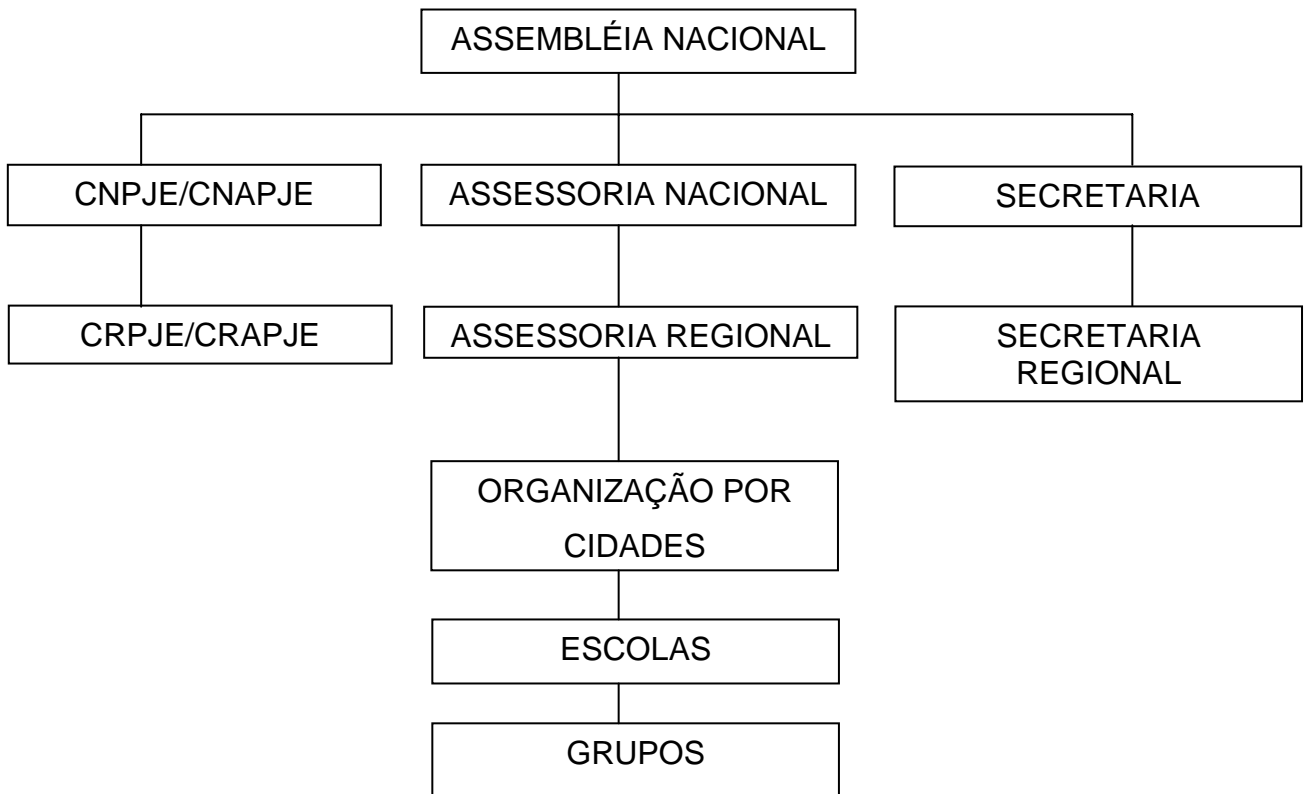 ASSEMBLÉIA NACIONAL
CNPJE/CNAPJE
ASSESSORIA NACIONAL
SECRETARIA
CRPJE/CRAPJE
ASSESSORIA REGIONAL
SECRETARIA
REGIONAL
ORGANIZAÇÃO POR
CIDADES
ESCOLAS
GRUPOS